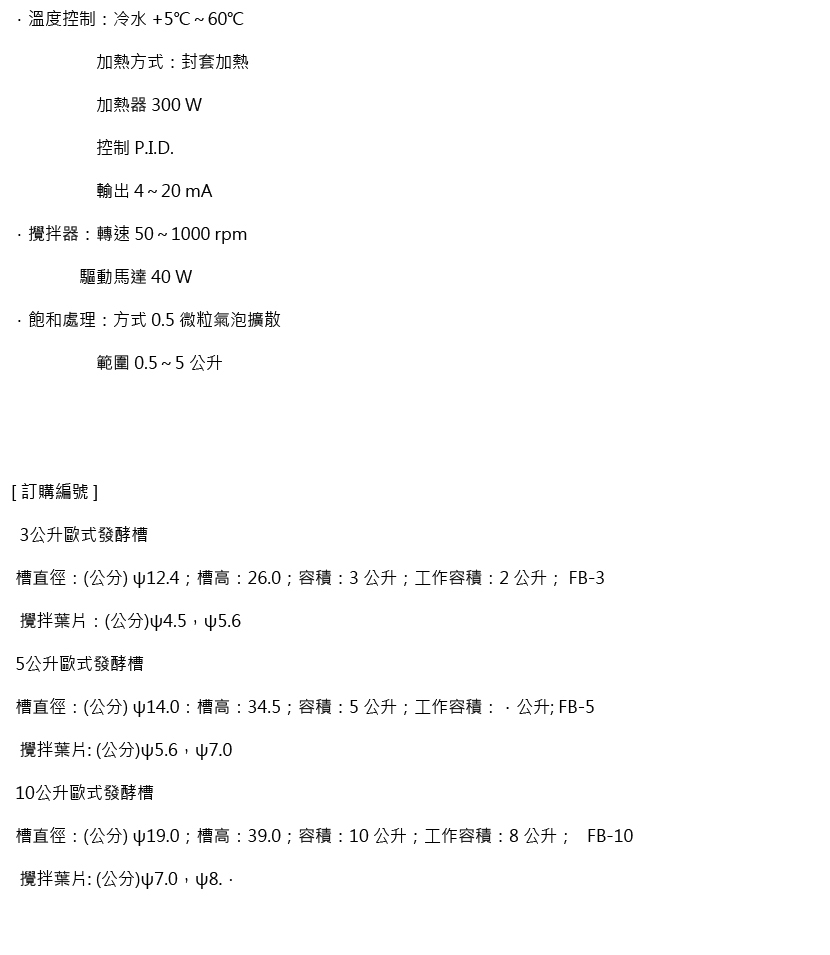 ．溫度控制：冷水 +5℃～60℃
加熱方式：封套加熱
加熱器 300 W
控制 P.I.D.
輸出 4～20 mA
．攪拌器：轉速 50～1000 rpm
驅動馬達 40 W
．飽和處理：方式 0.5 微粒氣泡擴散
範圍 0.5～5 公升
[ 訂購編號 ]
3公升歐式發酵槽
槽直徑：(公分) ψ12.4；槽高：26.0；容積：3 公升；工作容積：2 公升； FB-3
攪拌葉片：(公分)ψ4.5，ψ5.6
5公升歐式發酵槽
槽直徑：(公分) ψ14.0：槽高：34.5；容積：5 公升；工作容積：．公升; FB-5
攪拌葉片: (公分)ψ5.6，ψ7.0
10公升歐式發酵槽
槽直徑：(公分) ψ19.0；槽高：39.0；容積：10 公升；工作容積：8 公升； FB-10
攪拌葉片: (公分)ψ7.0，ψ8.．